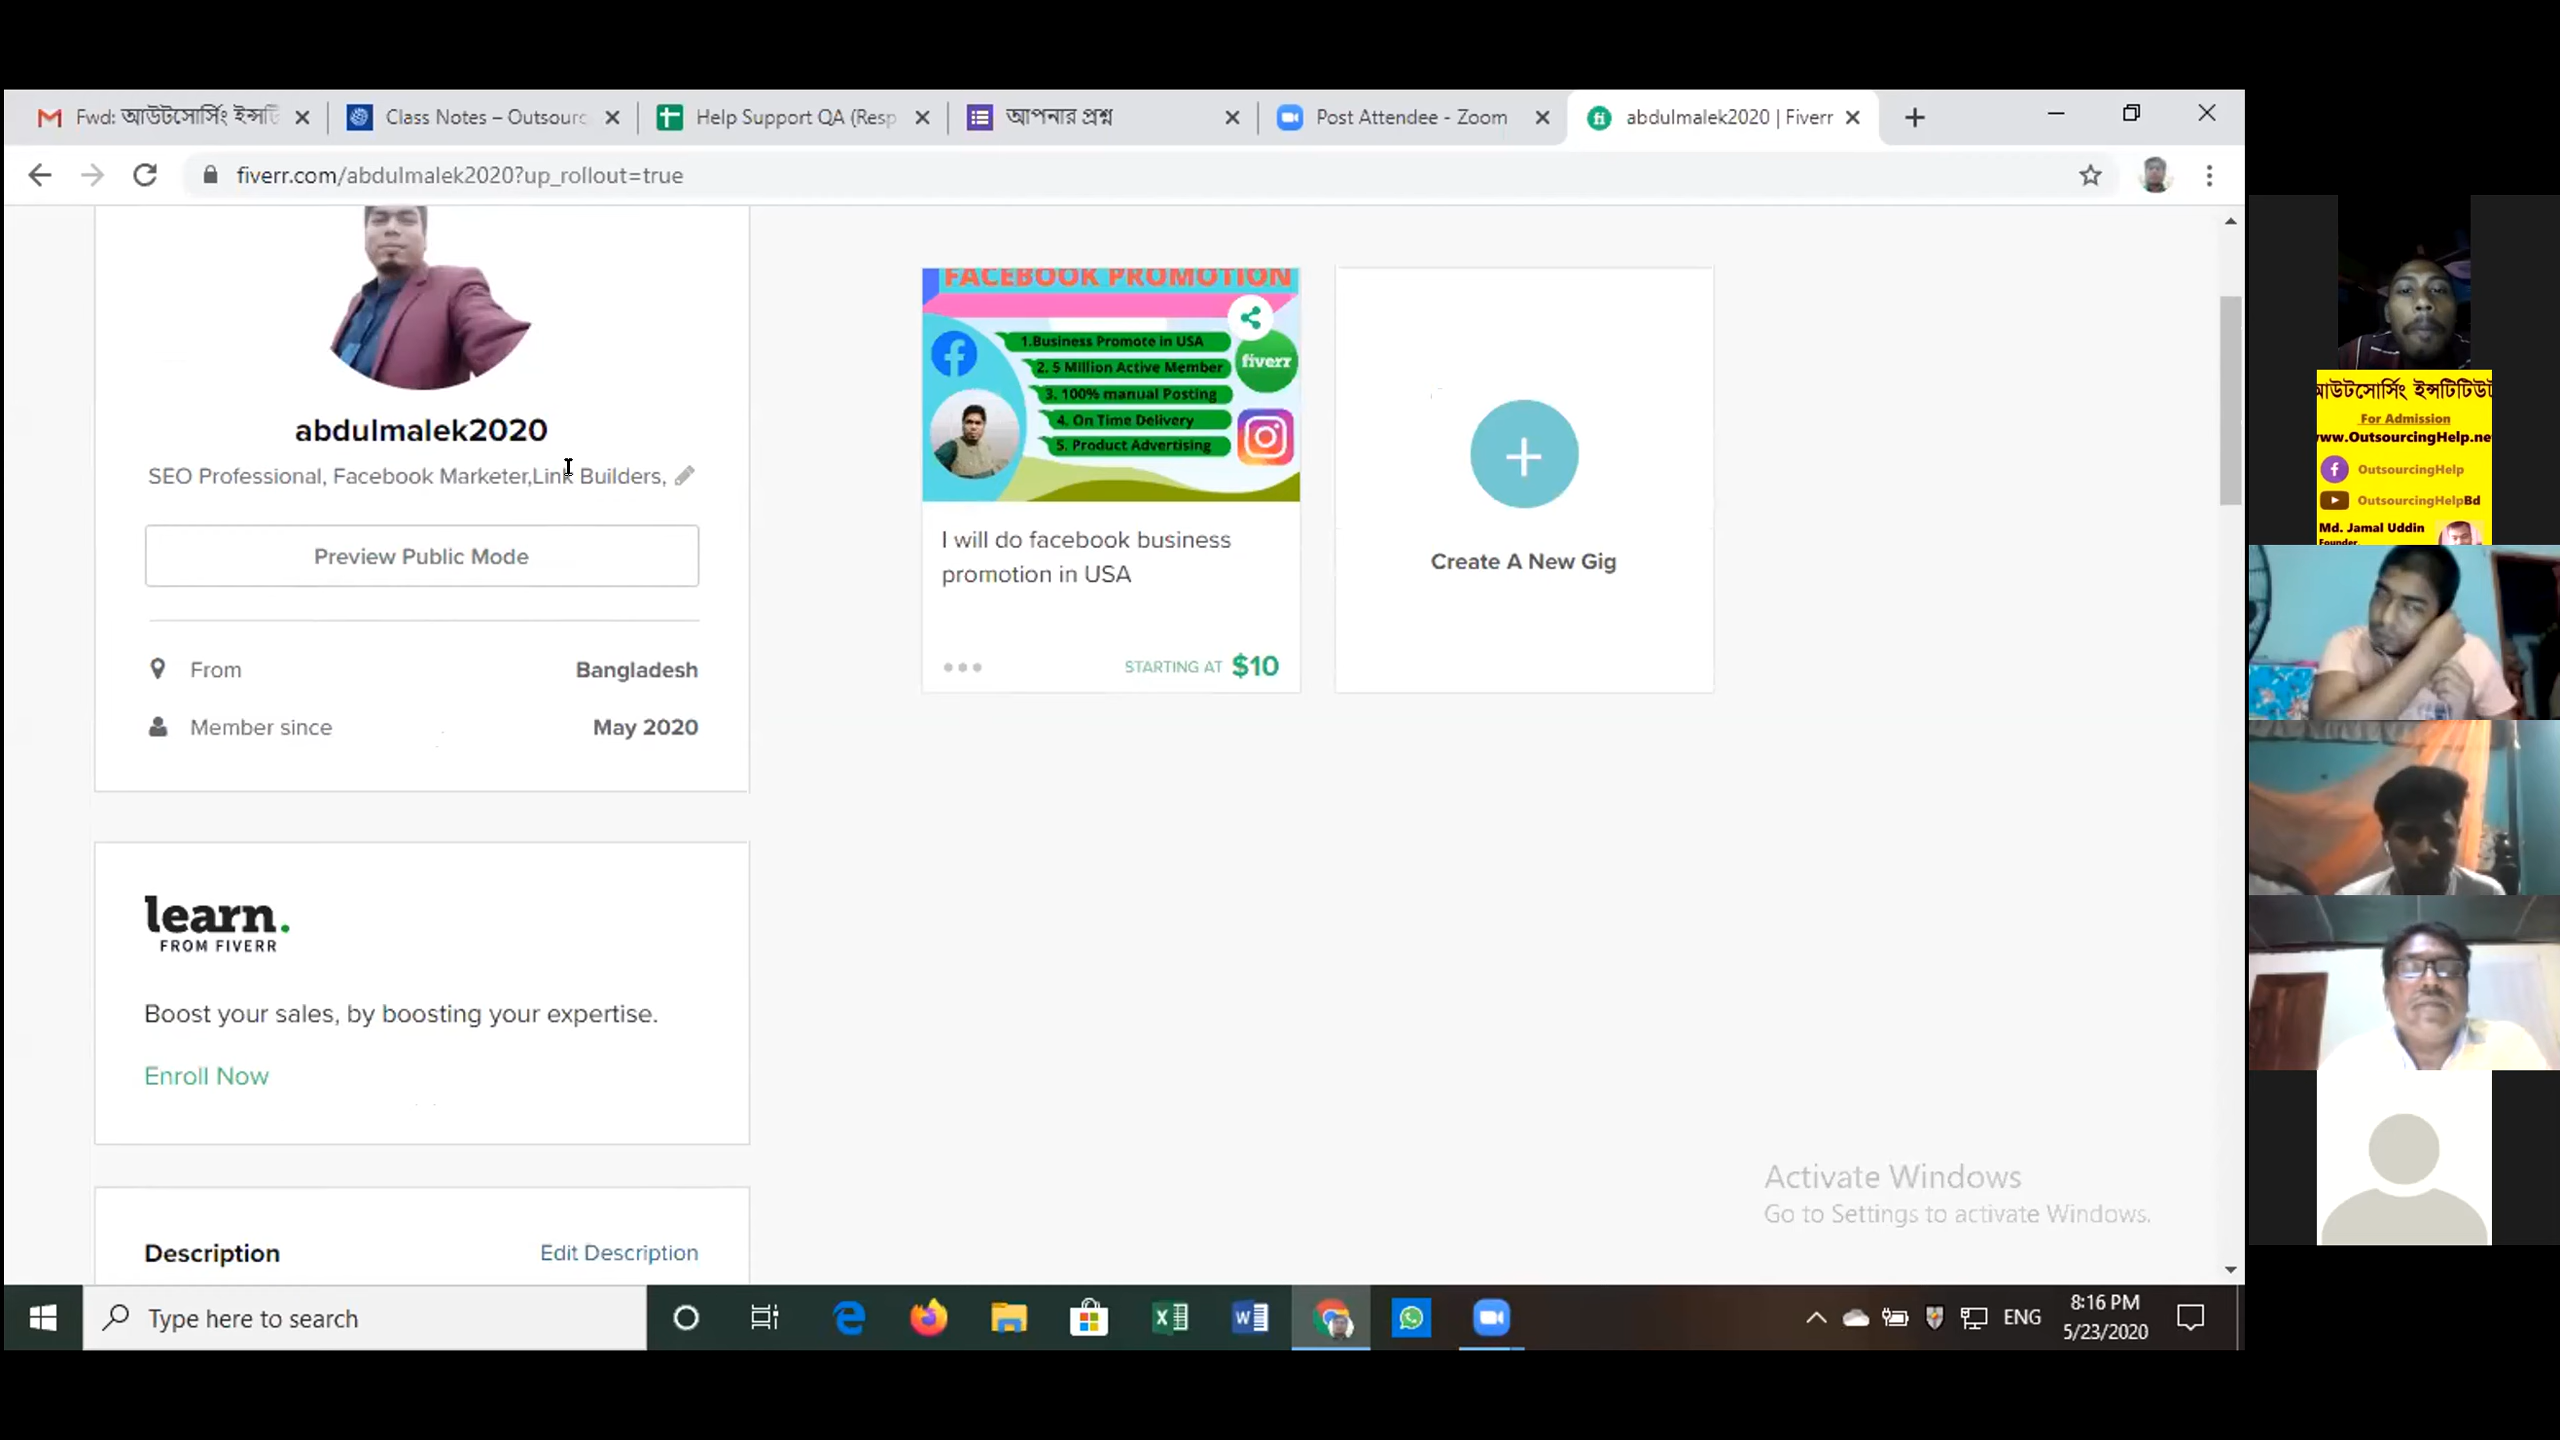 Fwd: আউটসোর্সিং ইন্সটি
Class Notes – Outsourc
Help Support QA (Resp
আপনার প্রশ্ন
Post Attendee - Zoom
abdulmalek2020 | Fiverr
fiverr.com/abdulmalek2020?up_rollout=true
abdulmalek2020
SEO Professional, Facebook Marketer,Link Builders,
Preview Public Mode
From Bangladesh
Member since May 2020
learn.
FROM FIVERR
Boost your sales, by boosting your expertise.
Enroll Now
Description Edit Description
FACEBOOK PROMOTION
1.Business Promote in USA
2. 5 Million Active Member
3. 100% manual Posting
4. On Time Delivery
5. Product Advertising
fiverr
I will do facebook business
promotion in USA
STARTING AT $10
Create A New Gig
Activate Windows
Go to Settings to activate Windows.
আউটসোর্সিং ইন্সটিটিউট
For Admission
www.OutsourcingHelp.ne
OutsourcingHelp
OutsourcingHelpBd
Md. Jamal Uddin
Founder,
Type here to search
ENG
8:16 PM
5/23/2020